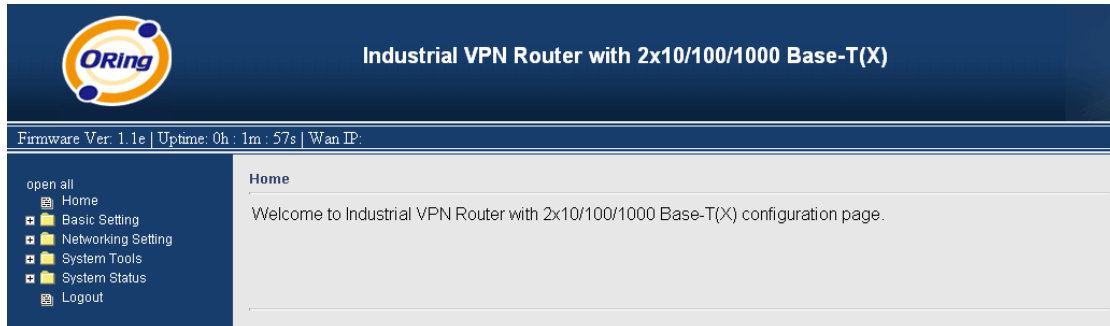 ORing
Industrial VPN Router with 2x10/100/1000 Base-T(X)
Firmware Ver: 1.1e | Uptime: 0h : 1m : 57s | Wan IP:
open all
Home
Basic Setting
Networking Setting
System Tools
System Status
Logout
Home
Welcome to Industrial VPN Router with 2x10/100/1000 Base-T(X) configuration page.